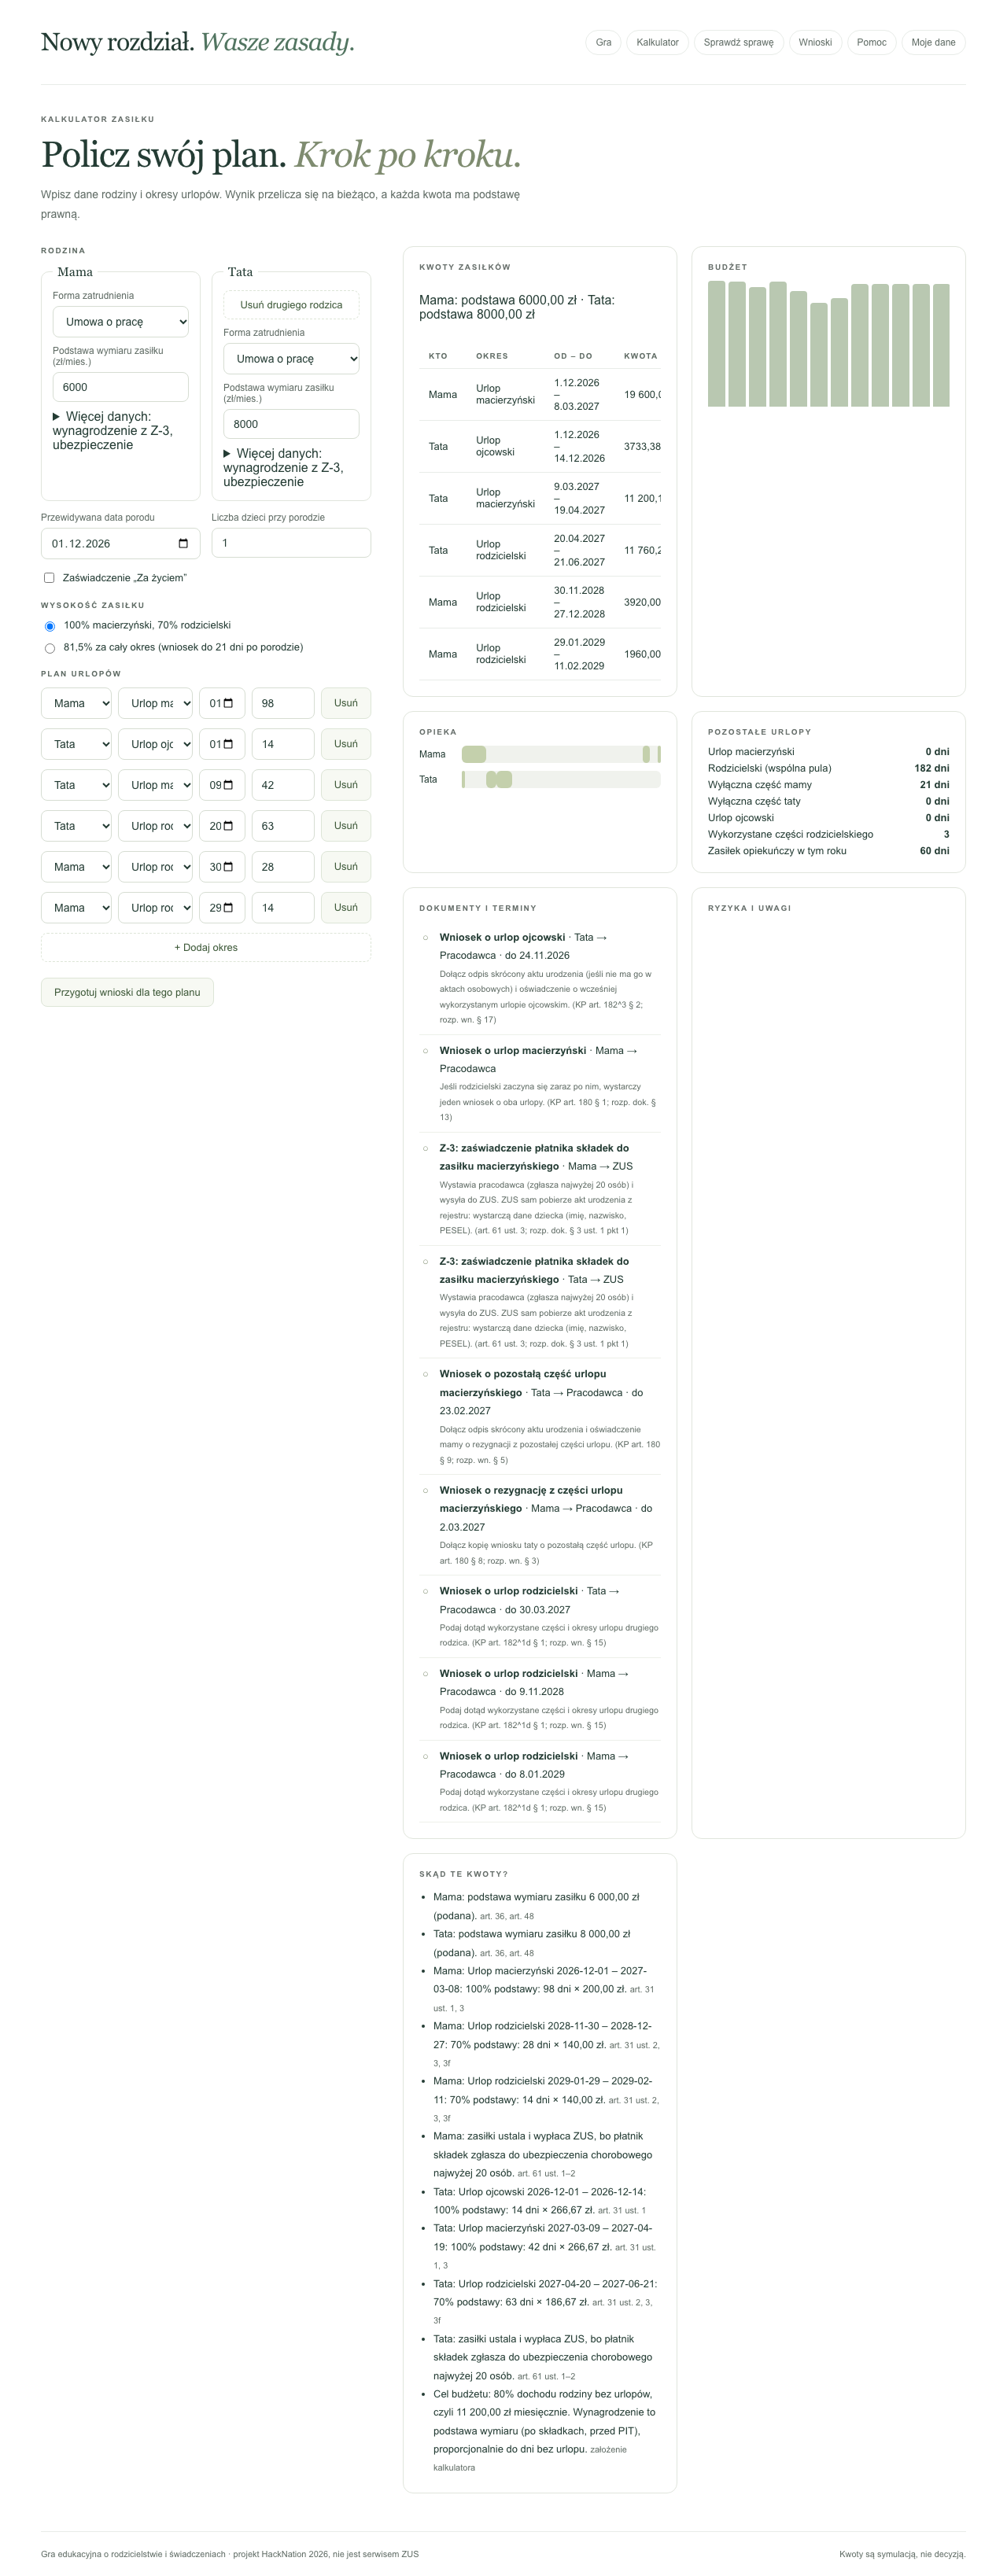 Nowy rozdział. Wasze zasady.
Gra
Kalkulator
Sprawdź sprawę
Wnioski
Pomoc
Moje dane
KALKULATOR ZASIŁKU
Policz swój plan. Krok po kroku.
Wpisz dane rodziny i okresy urlopów. Wynik przelicza się na bieżąco, a każda kwota ma podstawę
prawną.
RODZINA
Mama
Forma zatrudnienia
Umowa o pracę
Podstawa wymiaru zasiłku
(zł/mies.)
6000
Więcej danych:
wynagrodzenie z Z-3,
ubezpieczenie
Tata
Usuń drugiego rodzica
Forma zatrudnienia
Umowa o pracę
Podstawa wymiaru zasiłku
(zł/mies.)
8000
Więcej danych:
wynagrodzenie z Z-3,
ubezpieczenie
Przewidywana data porodu
01.12.2026
Liczba dzieci przy porodzie
1
Zaświadczenie „Za życiem”
WYSOKOŚĆ ZASIŁKU
100% macierzyński, 70% rodzicielski
81,5% za cały okres (wniosek do 21 dni po porodzie)
PLAN URLOPÓW
Mama Urlop ma 01 98 Usuń
Tata Urlop ojc 01 14 Usuń
Tata Urlop ma 09 42 Usuń
Tata Urlop roc 20 63 Usuń
Mama Urlop roc 30 28 Usuń
Mama Urlop roc 29 14 Usuń
+ Dodaj okres
Przygotuj wnioski dla tego planu
KWOTY ZASIŁKÓW
Mama: podstawa 6000,00 zł · Tata:
podstawa 8000,00 zł
KTO OKRES OD – DO KWOTA
Mama Urlop macierzyński 1.12.2026 – 8.03.2027 19 600,0
Tata Urlop ojcowski 1.12.2026 – 14.12.2026 3733,38
Tata Urlop macierzyński 9.03.2027 – 19.04.2027 11 200,1
Tata Urlop rodzicielski 20.04.2027 – 21.06.2027 11 760,2
Mama Urlop rodzicielski 30.11.2028 – 27.12.2028 3920,00
Mama Urlop rodzicielski 29.01.2029 – 11.02.2029 1960,00
BUDŻET
OPIEKA
Mama
Tata
POZOSTAŁE URLOPY
Urlop macierzyński 0 dni
Rodzicielski (wspólna pula) 182 dni
Wyłączna część mamy 21 dni
Wyłączna część taty 0 dni
Urlop ojcowski 0 dni
Wykorzystane części rodzicielskiego 3
Zasiłek opiekuńczy w tym roku 60 dni
DOKUMENTY I TERMINY
Wniosek o urlop ojcowski · Tata →
Pracodawca · do 24.11.2026
Dołącz odpis skrócony aktu urodzenia (jeśli nie ma go w
aktach osobowych) i oświadczenie o wcześniej
wykorzystanym urlopie ojcowskim. (KP art. 182^3 § 2;
rozp. wn. § 17)
Wniosek o urlop macierzyński · Mama →
Pracodawca
Jeśli rodzicielski zaczyna się zaraz po nim, wystarczy
jeden wniosek o oba urlopy. (KP art. 180 § 1; rozp. dok. §
13)
Z-3: zaświadczenie płatnika składek do
zasiłku macierzyńskiego · Mama → ZUS
Wystawia pracodawca (zgłasza najwyżej 20 osób) i
wysyła do ZUS. ZUS sam pobierze akt urodzenia z
rejestru: wystarczą dane dziecka (imię, nazwisko,
PESEL). (art. 61 ust. 3; rozp. dok. § 3 ust. 1 pkt 1)
Z-3: zaświadczenie płatnika składek do
zasiłku macierzyńskiego · Tata → ZUS
Wystawia pracodawca (zgłasza najwyżej 20 osób) i
wysyła do ZUS. ZUS sam pobierze akt urodzenia z
rejestru: wystarczą dane dziecka (imię, nazwisko,
PESEL). (art. 61 ust. 3; rozp. dok. § 3 ust. 1 pkt 1)
Wniosek o pozostałą część urlopu
macierzyńskiego · Tata → Pracodawca · do
23.02.2027
Dołącz odpis skrócony aktu urodzenia i oświadczenie
mamy o rezygnacji z pozostałej części urlopu. (KP art. 180
§ 9; rozp. wn. § 5)
Wniosek o rezygnację z części urlopu
macierzyńskiego · Mama → Pracodawca · do
2.03.2027
Dołącz kopię wniosku taty o pozostałą część urlopu. (KP
art. 180 § 8; rozp. wn. § 3)
Wniosek o urlop rodzicielski · Tata →
Pracodawca · do 30.03.2027
Podaj dotąd wykorzystane części i okresy urlopu drugiego
rodzica. (KP art. 182^1d § 1; rozp. wn. § 15)
Wniosek o urlop rodzicielski · Mama →
Pracodawca · do 9.11.2028
Podaj dotąd wykorzystane części i okresy urlopu drugiego
rodzica. (KP art. 182^1d § 1; rozp. wn. § 15)
Wniosek o urlop rodzicielski · Mama →
Pracodawca · do 8.01.2029
Podaj dotąd wykorzystane części i okresy urlopu drugiego
rodzica. (KP art. 182^1d § 1; rozp. wn. § 15)
RYZYKA I UWAGI
SKĄD TE KWOTY?
Mama: podstawa wymiaru zasiłku 6 000,00 zł
(podana). art. 36, art. 48
Tata: podstawa wymiaru zasiłku 8 000,00 zł
(podana). art. 36, art. 48
Mama: Urlop macierzyński 2026-12-01 – 2027-
03-08: 100% podstawy: 98 dni × 200,00 zł. art. 31
ust. 1, 3
Mama: Urlop rodzicielski 2028-11-30 – 2028-12-
27: 70% podstawy: 28 dni × 140,00 zł. art. 31 ust. 2,
3, 3f
Mama: Urlop rodzicielski 2029-01-29 – 2029-02-
11: 70% podstawy: 14 dni × 140,00 zł. art. 31 ust. 2,
3, 3f
Mama: zasiłki ustala i wypłaca ZUS, bo płatnik
składek zgłasza do ubezpieczenia chorobowego
najwyżej 20 osób. art. 61 ust. 1–2
Tata: Urlop ojcowski 2026-12-01 – 2026-12-14:
100% podstawy: 14 dni × 266,67 zł. art. 31 ust. 1
Tata: Urlop macierzyński 2027-03-09 – 2027-04-
19: 100% podstawy: 42 dni × 266,67 zł. art. 31 ust.
1, 3
Tata: Urlop rodzicielski 2027-04-20 – 2027-06-21:
70% podstawy: 63 dni × 186,67 zł. art. 31 ust. 2, 3,
3f
Tata: zasiłki ustala i wypłaca ZUS, bo płatnik
składek zgłasza do ubezpieczenia chorobowego
najwyżej 20 osób. art. 61 ust. 1–2
Cel budżetu: 80% dochodu rodziny bez urlopów,
czyli 11 200,00 zł miesięcznie. Wynagrodzenie to
podstawa wymiaru (po składkach, przed PIT),
proporcjonalnie do dni bez urlopu. założenie
kalkulatora
Gra edukacyjna o rodzicielstwie i świadczeniach · projekt HackNation 2026, nie jest serwisem ZUS
Kwoty są symulacją, nie decyzją.